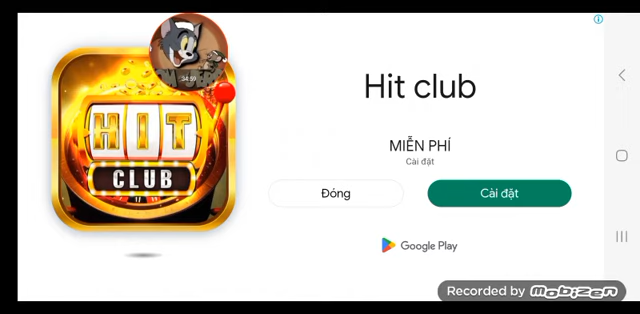 34:59
HIT
CLUB
Hit club
MIỄN PHÍ
Cài đặt
Đóng
Cài đặt
Google Play
Recorded by mobizen